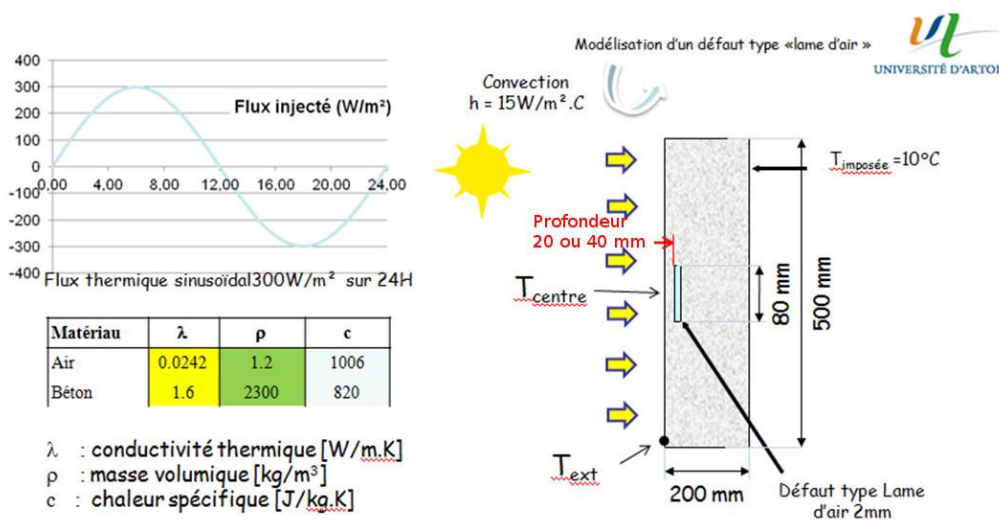 Modélisation d'un défaut type «lame d'air »
UNIVERSITÉ D'ARTOI
Convection
h = 15W/m².C
400
300
200
100
0
-100
-200
-300
-400
Flux injecté (W/m²)
0,00
4,00
8,00
12,00
16,00
20,00
24,00
Flux thermique sinusoïdal300W/m² sur 24H
Timposée =10°C
Profondeur
20 ou 40 mm
Tcentre
80 mm
500 mm
Text
200 mm
Défaut type Lame
d'air 2mm
Matériau λ ρ c
Air 0.0242 1.2 1006
Béton 1.6 2300 820
λ : conductivité thermique [W/m.K]
ρ : masse volumique [kg/m³]
c : chaleur spécifique [J/kg.K]